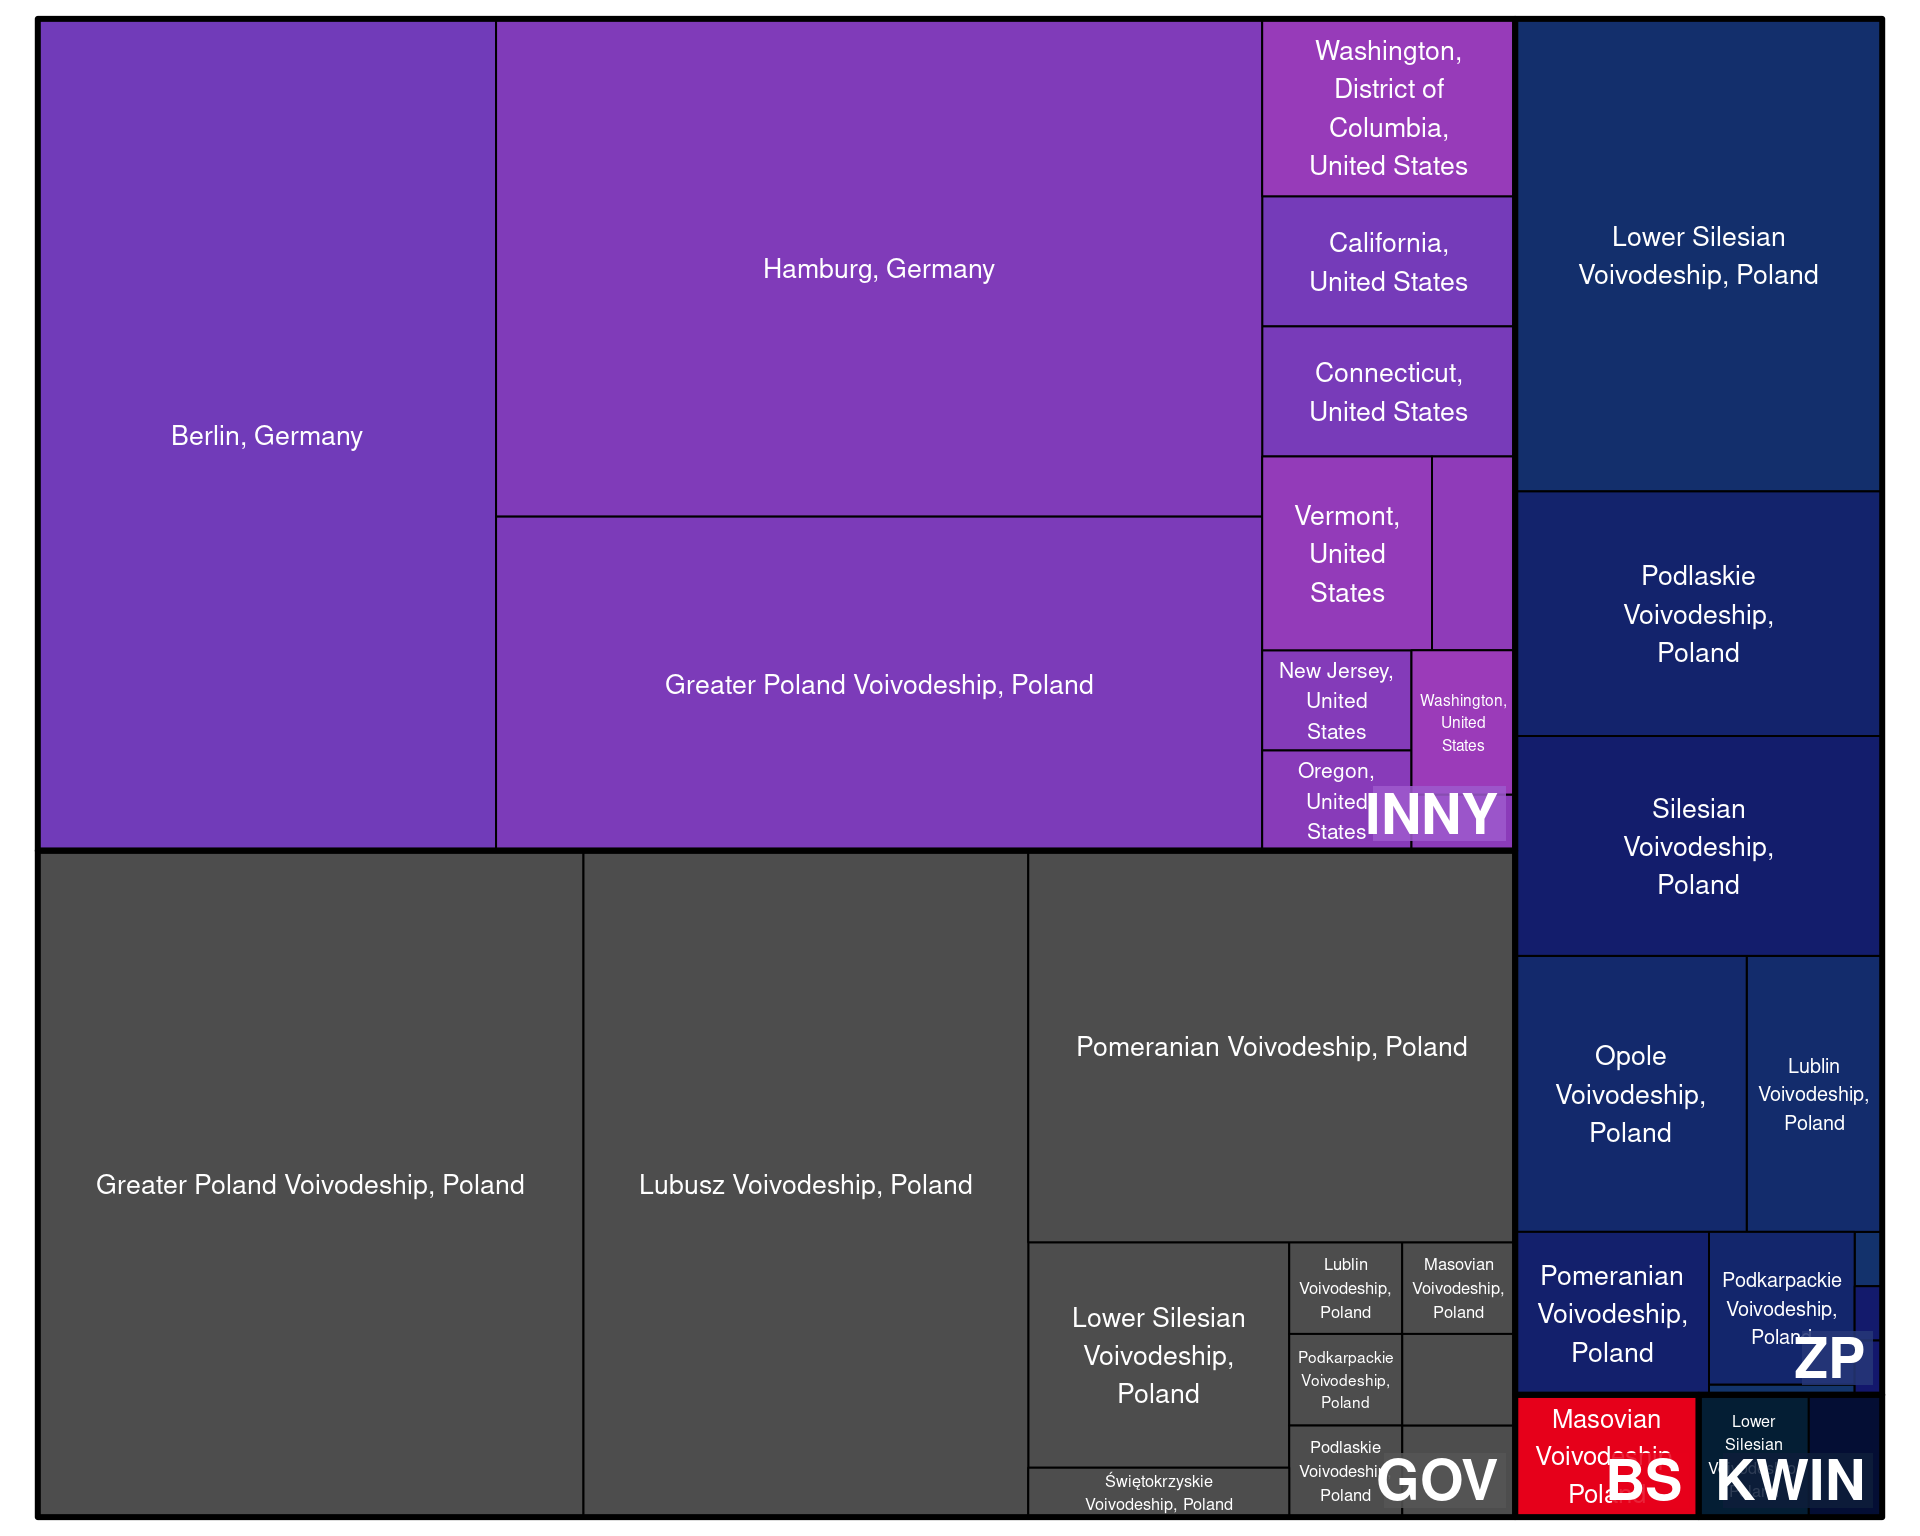 Berlin, Germany
Hamburg, Germany
Greater Poland Voivodeship, Poland
Washington,
District of
Columbia,
United States
California,
United States
Connecticut,
United States
Vermont,
United
States
New Jersey,
United
States
Washington,
United
States
Oregon,
United
States
INNY
Greater Poland Voivodeship, Poland
Lubusz Voivodeship, Poland
Pomeranian Voivodeship, Poland
Lower Silesian
Voivodeship,
Poland
Świętokrzyskie
Voivodeship, Poland
Lublin
Voivodeship,
Poland
Masovian
Voivodeship,
Poland
Podkarpackie
Voivodeship,
Poland
Podlaskie
Voivodeship,
Poland
GOV
Lower Silesian
Voivodeship, Poland
Podlaskie
Voivodeship,
Poland
Silesian
Voivodeship,
Poland
Opole
Voivodeship,
Poland
Lublin
Voivodeship,
Poland
Pomeranian
Voivodeship,
Poland
Podkarpackie
Voivodeship,
Poland
ZP
Masovian
Voivodeship,
Poland
BS
Lower
Silesian
KWIN